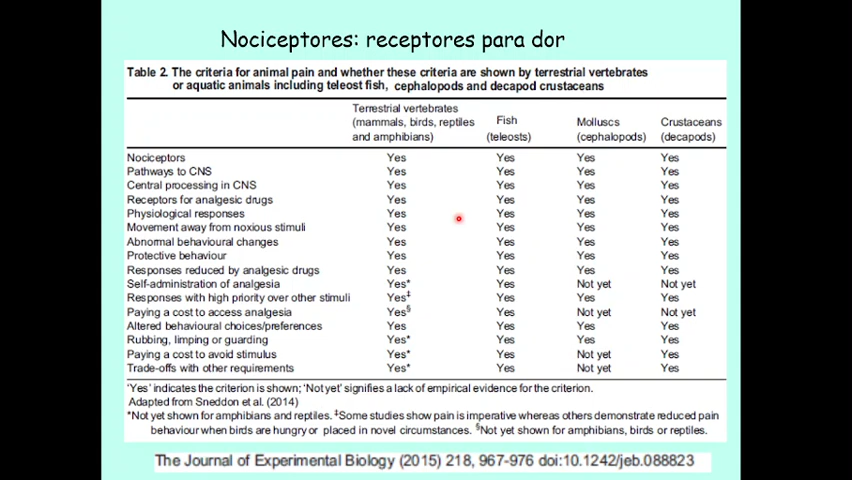 Nociceptores: receptores para dor
Table 2. The criteria for animal pain and whether these criteria are shown by terrestrial vertebrates
or aquatic animals including teleost fish, cephalopods and decapod crustaceans
Terrestrial vertebrates
(mammals, birds, reptiles
and amphibians)
Fish
(teleosts)
Molluscs
(cephalopods)
Crustaceans
(decapods)
Nociceptors Yes Yes Yes Yes
Pathways to CNS Yes Yes Yes Yes
Central processing in CNS Yes Yes Yes Yes
Receptors for analgesic drugs Yes Yes Yes Yes
Physiological responses Yes Yes Yes Yes
Movement away from noxious stimuli Yes Yes Yes Yes
Abnormal behavioural changes Yes Yes Yes Yes
Protective behaviour Yes Yes Yes Yes
Responses reduced by analgesic drugs Yes Yes Yes Yes
Self-administration of analgesia Yes* Yes Not yet Not yet
Responses with high priority over other stimuli Yes‡ Yes Yes Yes
Paying a cost to access analgesia Yes§ Yes Not yet Not yet
Altered behavioural choices/preferences Yes Yes Yes Yes
Rubbing, limping or guarding Yes* Yes Yes Yes
Paying a cost to avoid stimulus Yes* Yes Not yet Yes
Trade-offs with other requirements Yes* Yes Not yet Yes
'Yes' indicates the criterion is shown; 'Not yet' signifies a lack of empirical evidence for the criterion.
Adapted from Sneddon et al. (2014)
*Not yet shown for amphibians and reptiles. ‡Some studies show pain is imperative whereas others demonstrate reduced pain
behaviour when birds are hungry or placed in novel circumstances. §Not yet shown for amphibians, birds or reptiles.
The Journal of Experimental Biology (2015) 218, 967-976 doi:10.1242/jeb.088823